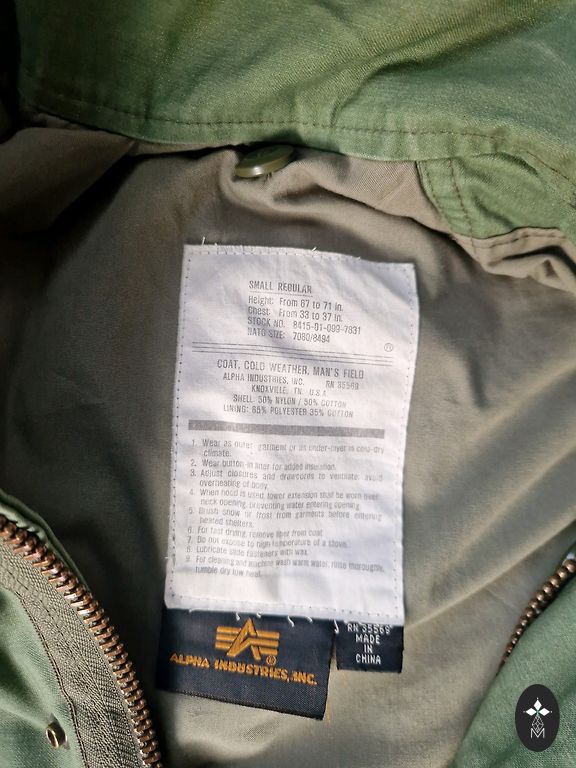 SMALL REGULAR
Height: From 67 to 71 in.
Chest: From 33 to 37 in.
STOCK NO. 8415-01-099-7831
NATO SIZE: 7080/8494
®
COAT, COLD WEATHER, MAN'S FIELD
ALPHA INDUSTRIES, INC. RN 35569
KNOXVILLE, TN. U.S.A.
SHELL: 50% NYLON / 50% COTTON
LINING: 65% POLYESTER 35% COTTON
1. Wear as outer garment or as under-layer in cold-dry
climate.
2. Wear button-in liter for added insulation.
3. Adjust closures and drawcords to ventilate, avoid
overheating of body.
4. When hood is used, lower extension shall be worn over
neck opening, preventing water entering opening.
5. Brush snow or frost from garments before entering
heated shelters.
6. For fast drying, remove liner from coat.
7. Do not expose to high temperature of a stove.
8. Lubricate slide fasteners with wax.
9. For cleaning and machine wash warm water, rinse thoroughly,
tumble dry low heat.
ALPHA INDUSTRIES, INC.
RN 35569
MADE
IN
CHINA
M